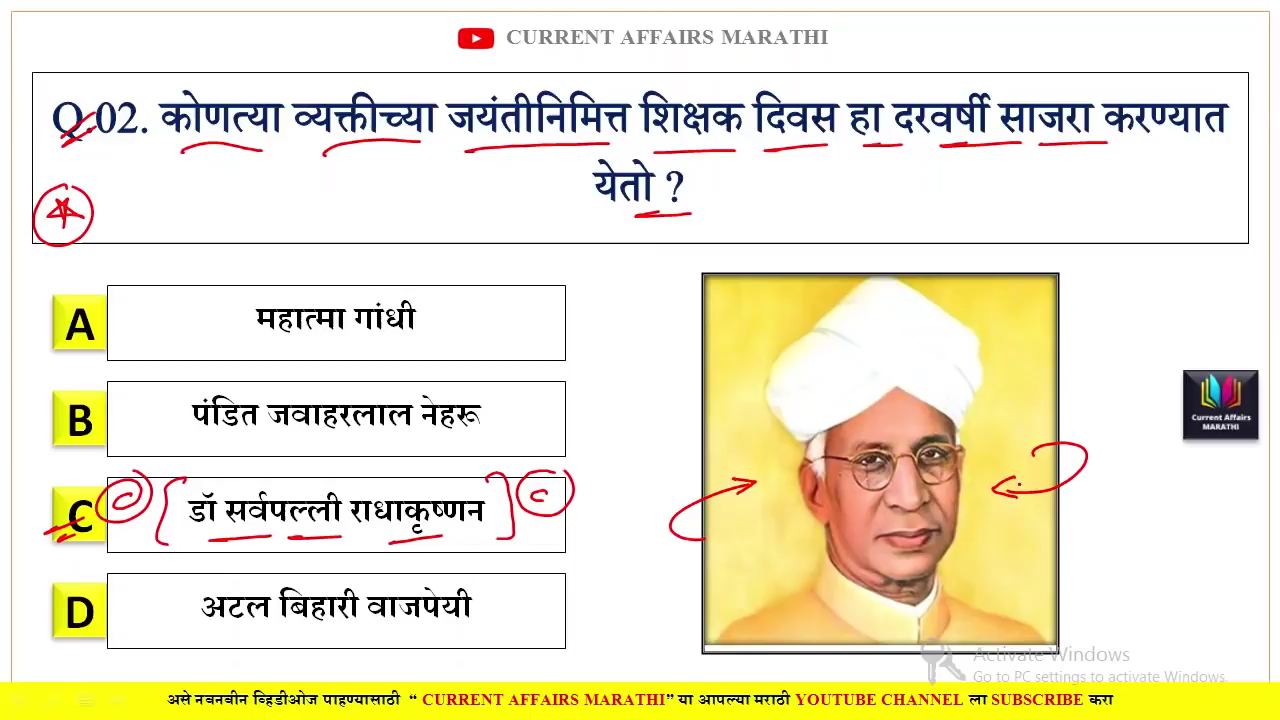 CURRENT AFFAIRS MARATHI
Q.02. कोणत्या व्यक्तीच्या जयंतीनिमित्त शिक्षक दिवस हा दरवर्षी साजरा करण्यात
येतो ?
A महात्मा गांधी
B पंडित जवाहरलाल नेहरू
C C डॉ सर्वपल्ली राधाकृष्णन C
D अटल बिहारी वाजपेयी
Current Affairs
MARATHI
Activate Windows
Go to PC settings to activate Windows.
असे नवनवीन व्हिडीओज पाहण्यासाठी “ CURRENT AFFAIRS MARATHI” या आपल्या मराठी YOUTUBE CHANNEL ला SUBSCRIBE करा